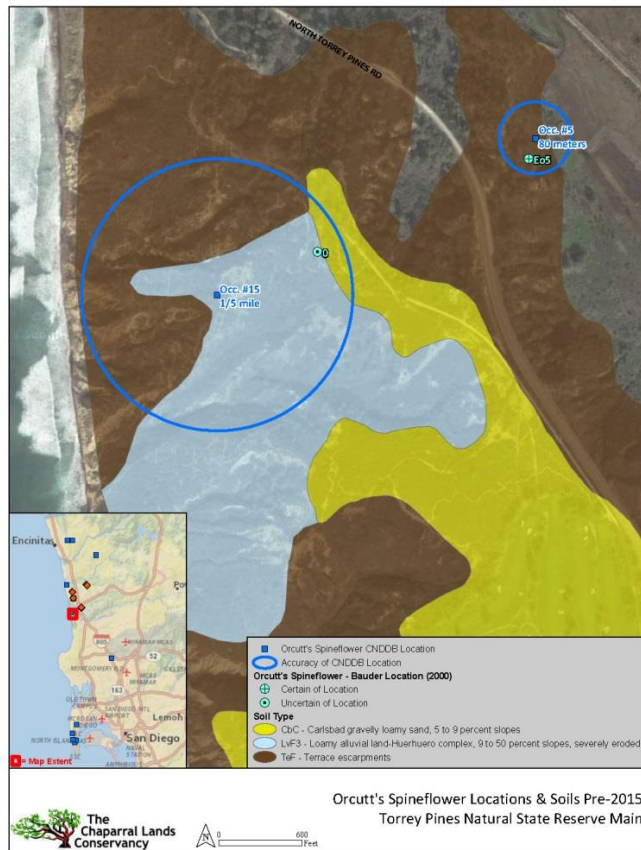 NORTH TORREY PINES RD
Occ. #5
80 meters
Eo5
Occ. #15
1/5 mile
Encinitas
52
163
San Diego
Orcutt's Spineflower CNDDB Location
Accuracy of CNDDB Location
Orcutt's Spineflower - Bauder Location (2000)
Certain of Location
Uncertain of Location
Soil Type
CbC - Carlsbad gravelly loamy sand, 5 to 9 percent slopes
LvF3 - Loamy alluvial land-Huerhuero complex, 9 to 50 percent slopes, severely eroded
TeF - Terrace escarpments
= Map Extent
Orcutt's Spineflower Locations & Soils Pre-2015
Torrey Pines Natural State Reserve Main
The
Chaparral Lands
Conservancy
N
0 600
Feet